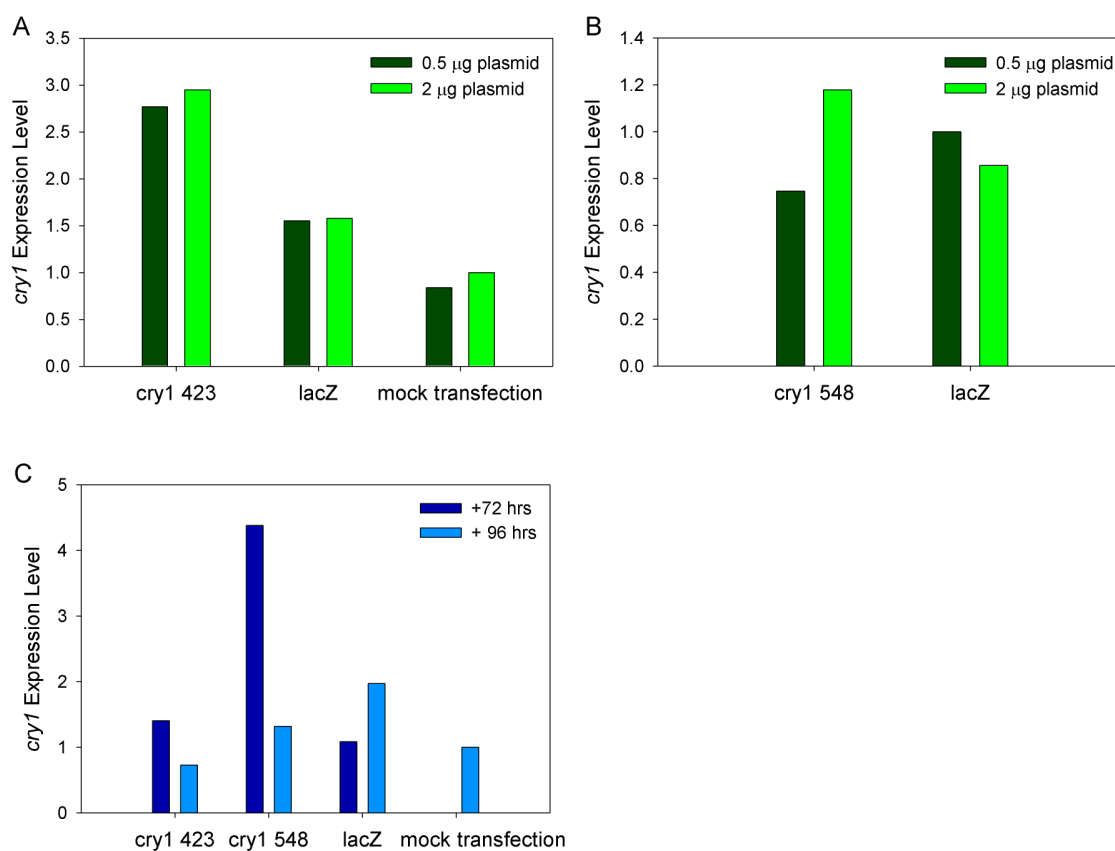 A
cry1 Expression Level
3.5
3.0
2.5
2.0
1.5
1.0
0.5
0.0
0.5 µg plasmid
2 µg plasmid
cry1 423
lacZ
mock transfection
B
cry1 Expression Level
1.4
1.2
1.0
0.8
0.6
0.4
0.2
0.0
0.5 µg plasmid
2 µg plasmid
cry1 548
lacZ
C
cry1 Expression Level
5
4
3
2
1
0
+72 hrs
+ 96 hrs
cry1 423
cry1 548
lacZ
mock transfection